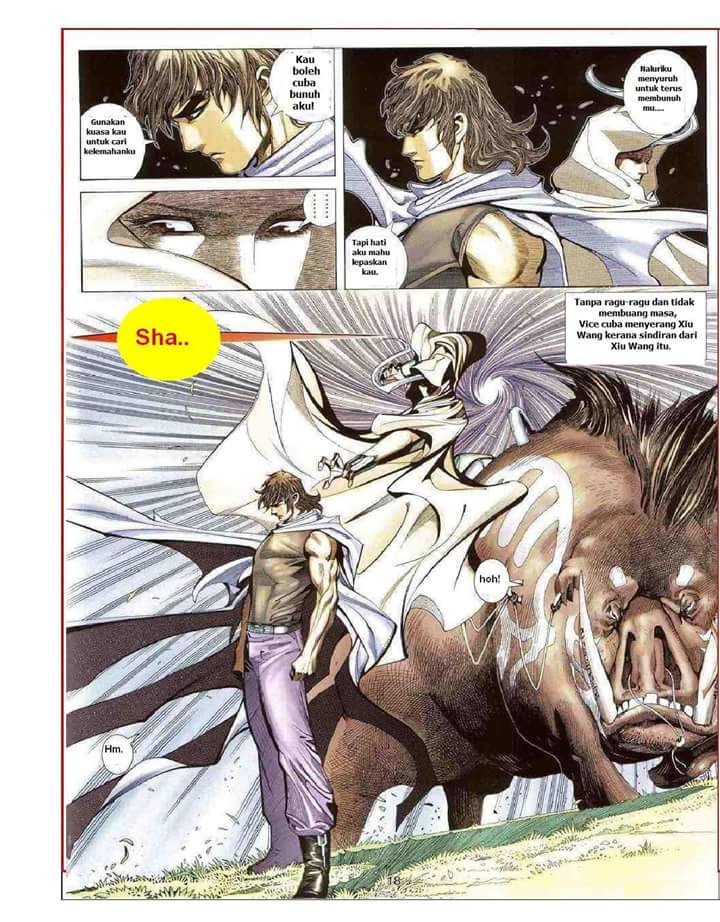 Kau
boleh
cuba
bunuh
aku!
Gunakan
kuasa kau
untuk cari
kelemahanku
Naluriku
menyuruh
untuk terus
membunuh
mu....
Tapi hati
aku mahu
lepaskan
kau.
Tanpa ragu-ragu dan tidak
membuang masa,
Vice cuba menyerang Xiu
Wang kerana sindiran dari
Xiu Wang itu.
Sha..
hoh!
Hm.
18